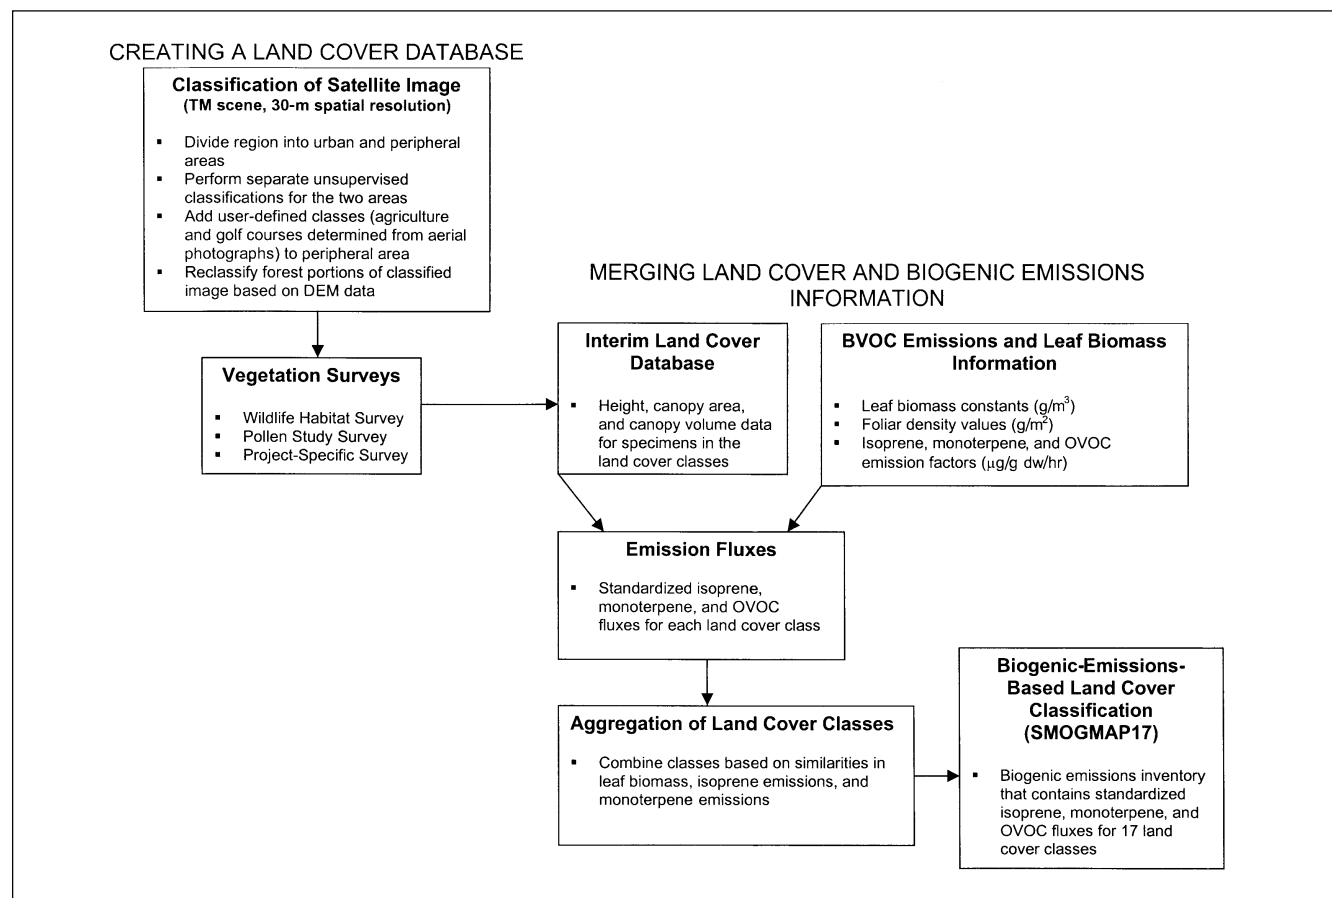 CREATING A LAND COVER DATABASE
Classification of Satellite Image
(TM scene, 30-m spatial resolution)
▪ Divide region into urban and peripheral
areas
▪ Perform separate unsupervised
classifications for the two areas
▪ Add user-defined classes (agriculture
and golf courses determined from aerial
photographs) to peripheral area
▪ Reclassify forest portions of classified
image based on DEM data
Vegetation Surveys
▪ Wildlife Habitat Survey
▪ Pollen Study Survey
▪ Project-Specific Survey
MERGING LAND COVER AND BIOGENIC EMISSIONS
INFORMATION
Interim Land Cover
Database
▪ Height, canopy area,
and canopy volume data
for specimens in the
land cover classes
BVOC Emissions and Leaf Biomass
Information
▪ Leaf biomass constants (g/m³)
▪ Foliar density values (g/m²)
▪ Isoprene, monoterpene, and OVOC
emission factors (μg/g dw/hr)
Emission Fluxes
▪ Standardized isoprene,
monoterpene, and OVOC
fluxes for each land cover class
Aggregation of Land Cover Classes
▪ Combine classes based on similarities in
leaf biomass, isoprene emissions, and
monoterpene emissions
Biogenic-Emissions-
Based Land Cover
Classification
(SMOGMAP17)
▪ Biogenic emissions inventory
that contains standardized
isoprene, monoterpene, and
OVOC fluxes for 17 land
cover classes